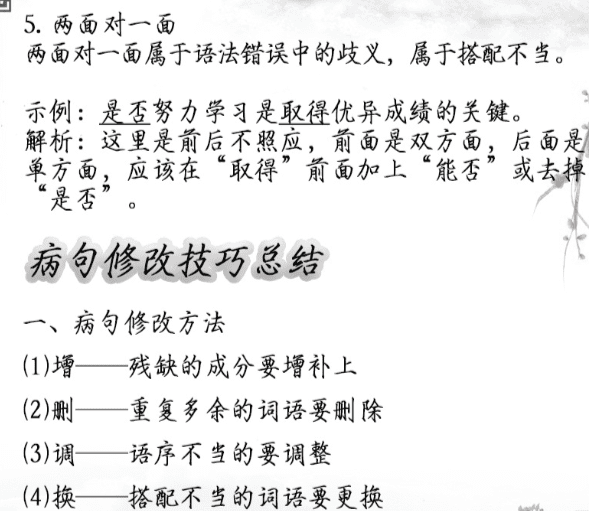 5. 两面对一面
两面对一面属于语法错误中的歧义，属于搭配不当。
示例：是否努力学习是取得优异成绩的关键。
解析：这里是前后不照应，前面是双方面，后面是
单方面，应该在“取得”前面加上“能否”或去掉
“是否”。
病句修改技巧总结
一、病句修改方法
(1)增——残缺的成分要增补上
(2)删——重复多余的词语要删除
(3)调——语序不当的要调整
(4)换——搭配不当的词语要更换